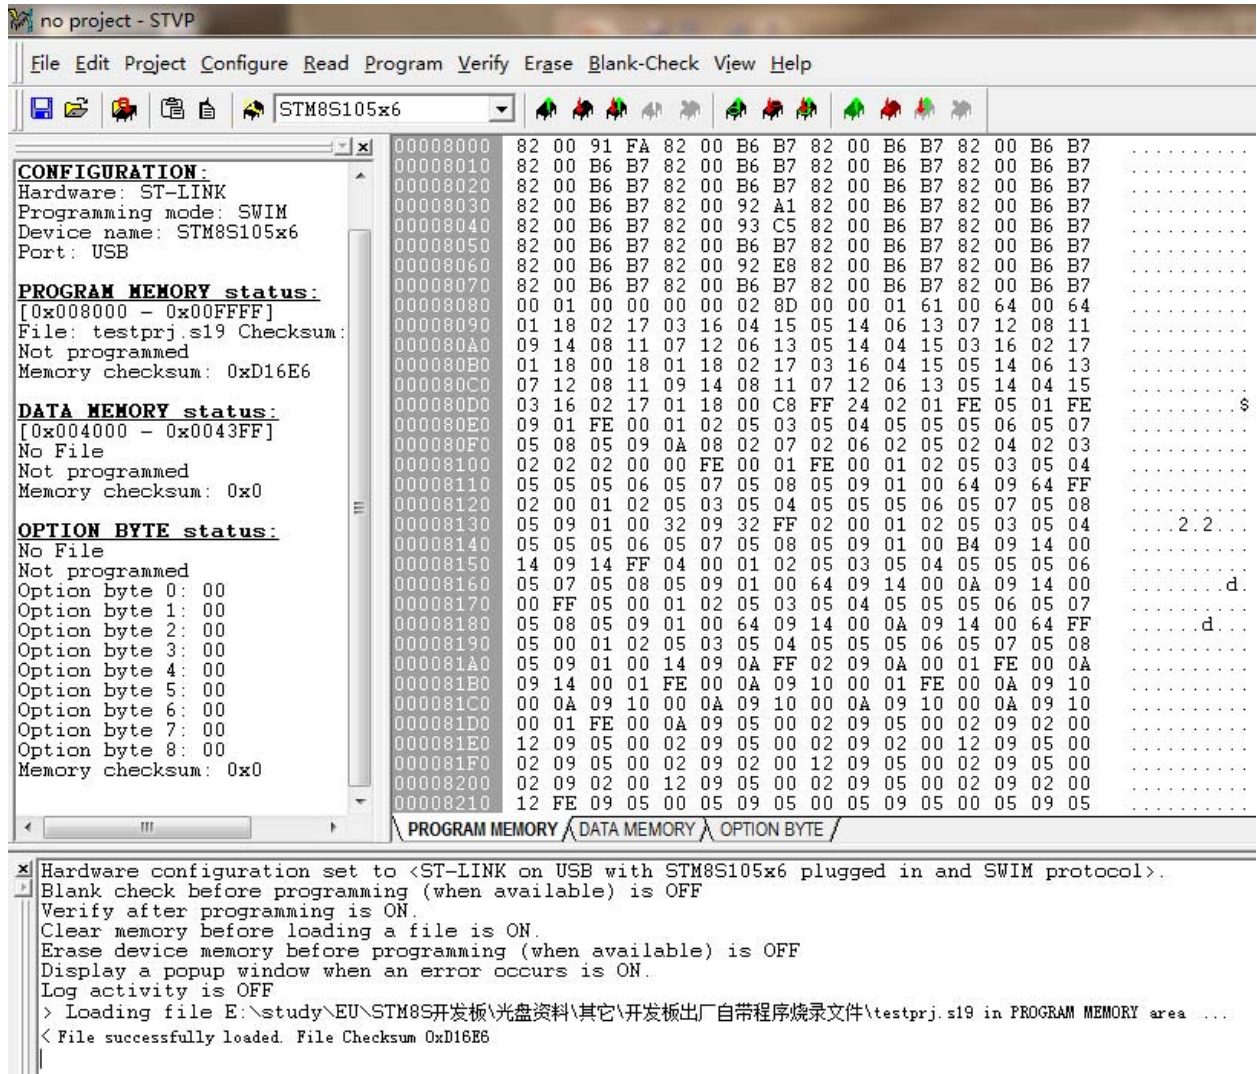 no project - STVP
File Edit Project Configure Read Program Verify Erase Blank-Check View Help
STM8S105x6
CONFIGURATION:
Hardware: ST-LINK
Programming mode: SWIM
Device name: STM8S105x6
Port: USB
PROGRAM MEMORY status:
[0x008000 - 0x00FFFF]
File: testprj.s19 Checksum:
Not programmed
Memory checksum: 0xD16E6
DATA MEMORY status:
[0x004000 - 0x0043FF]
No File
Not programmed
Memory checksum: 0x0
OPTION BYTE status:
No File
Not programmed
Option byte 0: 00
Option byte 1: 00
Option byte 2: 00
Option byte 3: 00
Option byte 4: 00
Option byte 5: 00
Option byte 6: 00
Option byte 7: 00
Option byte 8: 00
Memory checksum: 0x0
00008000 82 00 91 FA 82 00 B6 B7 82 00 B6 B7 82 00 B6 B7 ..........
00008010 82 00 B6 B7 82 00 B6 B7 82 00 B6 B7 82 00 B6 B7 ..........
00008020 82 00 B6 B7 82 00 B6 B7 82 00 B6 B7 82 00 B6 B7 ..........
00008030 82 00 B6 B7 82 00 92 A1 82 00 B6 B7 82 00 B6 B7 ..........
00008040 82 00 B6 B7 82 00 93 C5 82 00 B6 B7 82 00 B6 B7 ..........
00008050 82 00 B6 B7 82 00 B6 B7 82 00 B6 B7 82 00 B6 B7 ..........
00008060 82 00 B6 B7 82 00 92 E8 82 00 B6 B7 82 00 B6 B7 ..........
00008070 82 00 B6 B7 82 00 B6 B7 82 00 B6 B7 82 00 B6 B7 ..........
00008080 00 01 00 00 00 00 02 8D 00 00 01 61 00 64 00 64 ..........
00008090 01 18 02 17 03 16 04 15 05 14 06 13 07 12 08 11 ..........
000080A0 09 14 08 11 07 12 06 13 05 14 04 15 03 16 02 17 ..........
000080B0 01 18 00 18 01 18 02 17 03 16 04 15 05 14 06 13 ..........
000080C0 07 12 08 11 09 14 08 11 07 12 06 13 05 14 04 15 ..........
000080D0 03 16 02 17 01 18 00 C8 FF 24 02 01 FE 05 01 FE .........$
000080E0 09 01 FE 00 01 02 05 03 05 04 05 05 05 06 05 07 ..........
000080F0 05 08 05 09 0A 08 02 07 02 06 02 05 02 04 02 03 ..........
00008100 02 02 02 00 00 FE 00 01 FE 00 01 02 05 03 05 04 ..........
00008110 05 05 05 06 05 07 05 08 05 09 01 00 64 09 64 FF ..........
00008120 02 00 01 02 05 03 05 04 05 05 05 06 05 07 05 08 ..........
00008130 05 09 01 00 32 09 32 FF 02 00 01 02 05 03 05 04 ....2.2...
00008140 05 05 05 06 05 07 05 08 05 09 01 00 B4 09 14 00 ..........
00008150 14 09 14 FF 04 00 01 02 05 03 05 04 05 05 05 06 ..........
00008160 05 07 05 08 05 09 01 00 64 09 14 00 0A 09 14 00 ........d.
00008170 00 FF 05 00 01 02 05 03 05 04 05 05 05 06 05 07 ..........
00008180 05 08 05 09 01 00 64 09 14 00 0A 09 14 00 64 FF ......d...
00008190 05 00 01 02 05 03 05 04 05 05 05 06 05 07 05 08 ..........
000081A0 05 09 01 00 14 09 0A FF 02 09 0A 00 01 FE 00 0A ..........
000081B0 09 14 00 01 FE 00 0A 09 10 00 01 FE 00 0A 09 10 ..........
000081C0 00 0A 09 10 00 0A 09 10 00 0A 09 10 00 0A 09 10 ..........
000081D0 00 01 FE 00 0A 09 05 00 02 09 05 00 02 09 02 00 ..........
000081E0 12 09 05 00 02 09 05 00 02 09 02 00 12 09 05 00 ..........
000081F0 02 09 05 00 02 09 02 00 12 09 05 00 02 09 05 00 ..........
00008200 02 09 02 00 12 09 05 00 02 09 05 00 02 09 02 00 ..........
00008210 12 FE 09 05 00 05 09 05 00 05 09 05 00 05 09 05 ..........
PROGRAM MEMORY DATA MEMORY OPTION BYTE
Hardware configuration set to <ST-LINK on USB with STM8S105x6 plugged in and SWIM protocol>.
Blank check before programming (when available) is OFF
Verify after programming is ON.
Clear memory before loading a file is ON.
Erase device memory before programming (when available) is OFF
Display a popup window when an error occurs is ON.
Log activity is OFF
> Loading file E:\study\EU\STM8S开发板\光盘资料\其它\开发板出厂自带程序烧录文件\testprj.s19 in PROGRAM MEMORY area ...
< File successfully loaded. File Checksum 0xD16E6